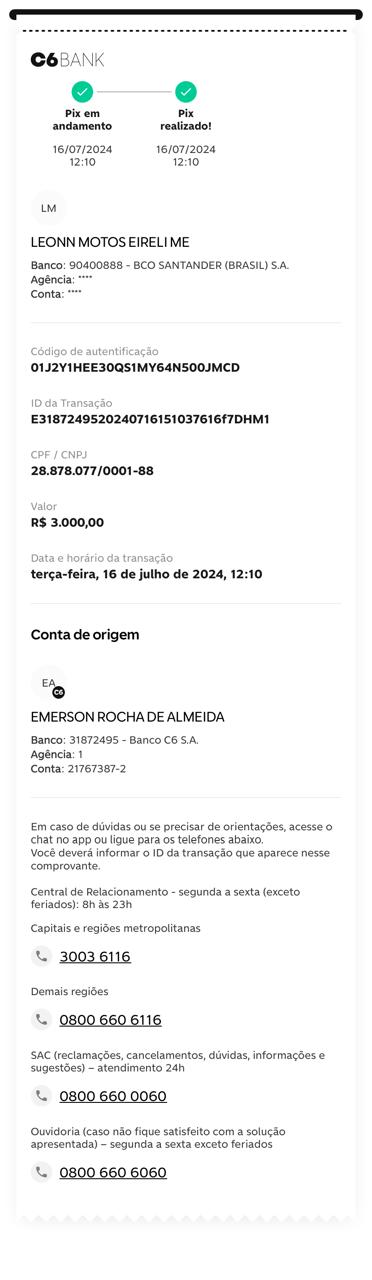 C6BANK
Pix em
andamento
16/07/2024
12:10
Pix
realizado!
16/07/2024
12:10
LM
LEONN MOTOS EIRELI ME
Banco: 90400888 - BCO SANTANDER (BRASIL) S.A.
Agência: ****
Conta: ****
Código de autentificação
01J2Y1HEE30QS1MY64N500JMCD
ID da Transação
E3187249520240716151037616f7DHM1
CPF / CNPJ
28.878.077/0001-88
Valor
R$ 3.000,00
Data e horário da transação
terça-feira, 16 de julho de 2024, 12:10
Conta de origem
EA
C6
EMERSON ROCHA DE ALMEIDA
Banco: 31872495 - Banco C6 S.A.
Agência: 1
Conta: 21767387-2
Em caso de dúvidas ou se precisar de orientações, acesse o
chat no app ou ligue para os telefones abaixo.
Você deverá informar o ID da transação que aparece nesse
comprovante.
Central de Relacionamento - segunda a sexta (exceto
feriados): 8h às 23h
Capitais e regiões metropolitanas
3003 6116
Demais regiões
0800 660 6116
SAC (reclamações, cancelamentos, dúvidas, informações e
sugestões) – atendimento 24h
0800 660 0060
Ouvidoria (caso não fique satisfeito com a solução
apresentada) – segunda a sexta exceto feriados
0800 660 6060